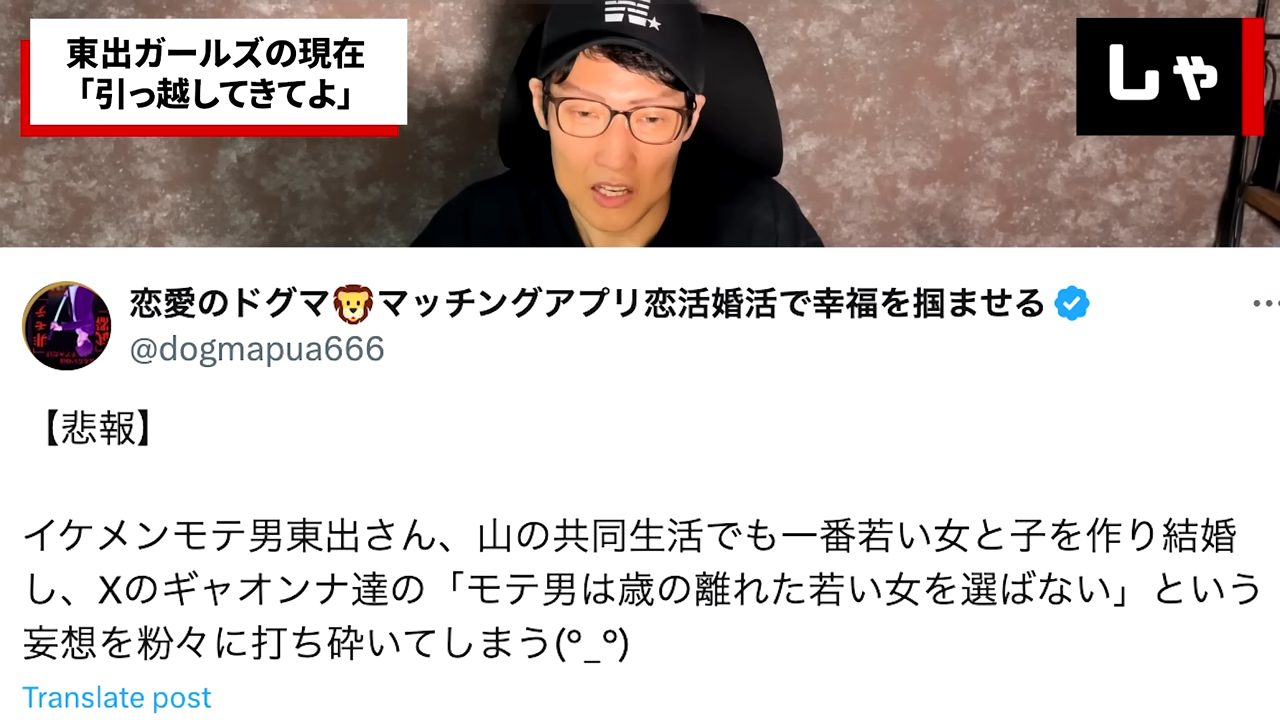 東出ガールズの現在
「引っ越してきてよ」
しゃ
恋愛のドグマ🦁マッチングアプリ恋活婚活で幸福を掴ませる
@dogmapua666
【悲報】
イケメンモテ男東出さん、山の共同生活でも一番若い女と子を作り結婚
し、Xのギャオンナ達の「モテ男は歳の離れた若い女を選ばない」という
妄想を粉々に打ち砕いてしまう(°_°)
Translate post